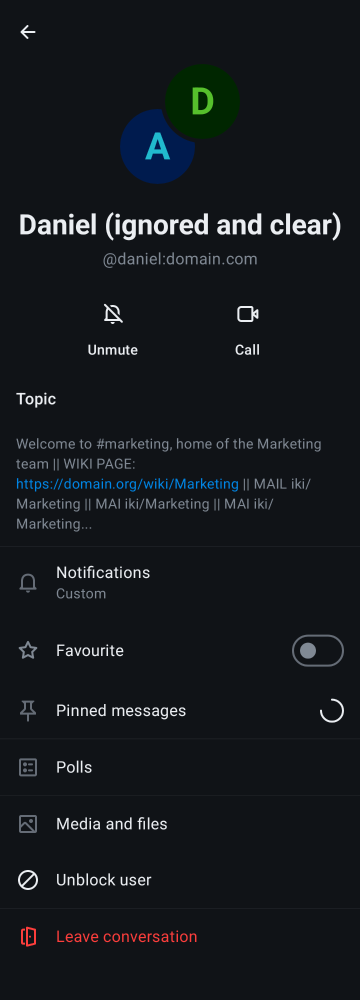 D
A
Daniel (ignored and clear)
@daniel:domain.com
Unmute
Call
Topic
Welcome to #marketing, home of the Marketing
team || WIKI PAGE:
https://domain.org/wiki/Marketing || MAIL iki/
Marketing || MAI iki/Marketing || MAI iki/
Marketing...
Notifications
Custom
Favourite
Pinned messages
Polls
Media and files
Unblock user
Leave conversation